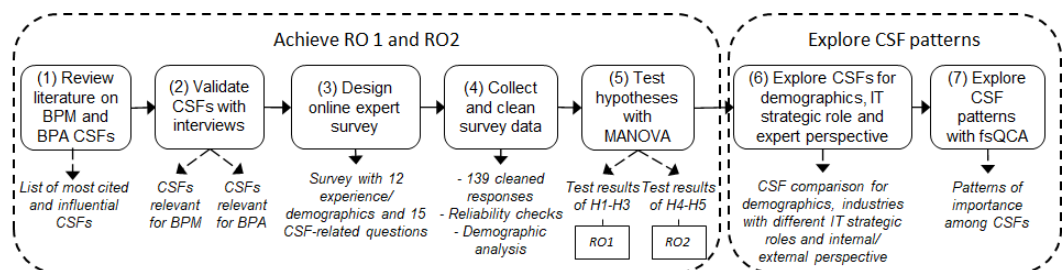 Achieve RO 1 and RO2
Explore CSF patterns
(1) Review
literature on
BPM and
BPA CSFs
(2) Validate
CSFs with
interviews
(3) Design
online expert
survey
(4) Collect
and clean
survey data
(5) Test
hypotheses
with
MANOVA
(6) Explore CSFs for
demographics, IT
strategic role and
expert perspective
(7) Explore
CSF
patterns
with fsQCA
List of most cited
and influential
CSFs
CSFs
relevant
for BPM
CSFs
relevant
for BPA
Survey with 12
experience/
demographics and 15
CSF-related questions
- 139 cleaned
responses
- Reliability checks
- Demographic
analysis
Test results
of H1-H3
RO1
Test results
of H4-H5
RO2
CSF comparison for
demographics, industries
with different IT strategic
roles and internal/
external perspective
Patterns of
importance
among CSFs